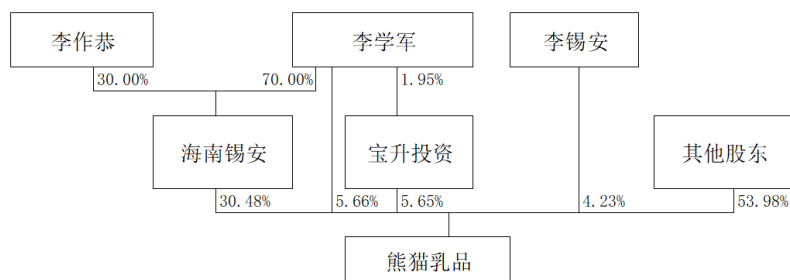 李作恭
李学军
李锡安
30.00%
70.00%
1.95%
海南锡安
宝升投资
其他股东
30.48%
5.66%
5.65%
4.23%
53.98%
熊猫乳品